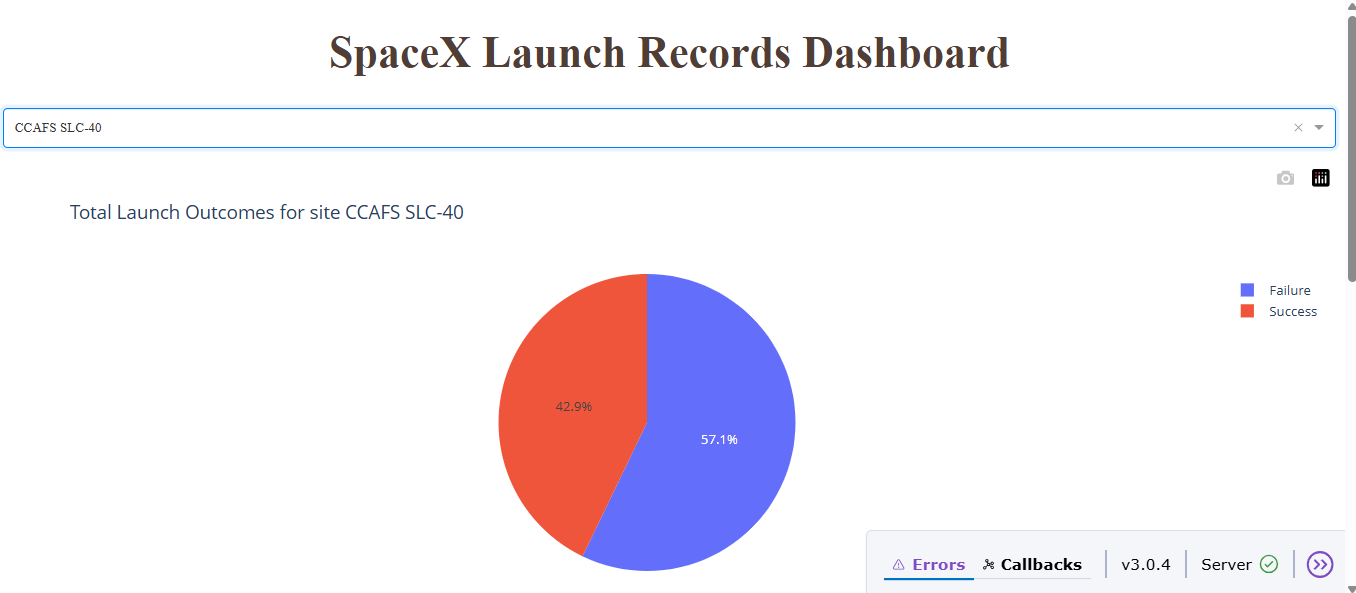 SpaceX Launch Records Dashboard
CCAFS SLC-40
Total Launch Outcomes for site CCAFS SLC-40
Failure
Success
42.9%
57.1%
Errors Callbacks v3.0.4 Server